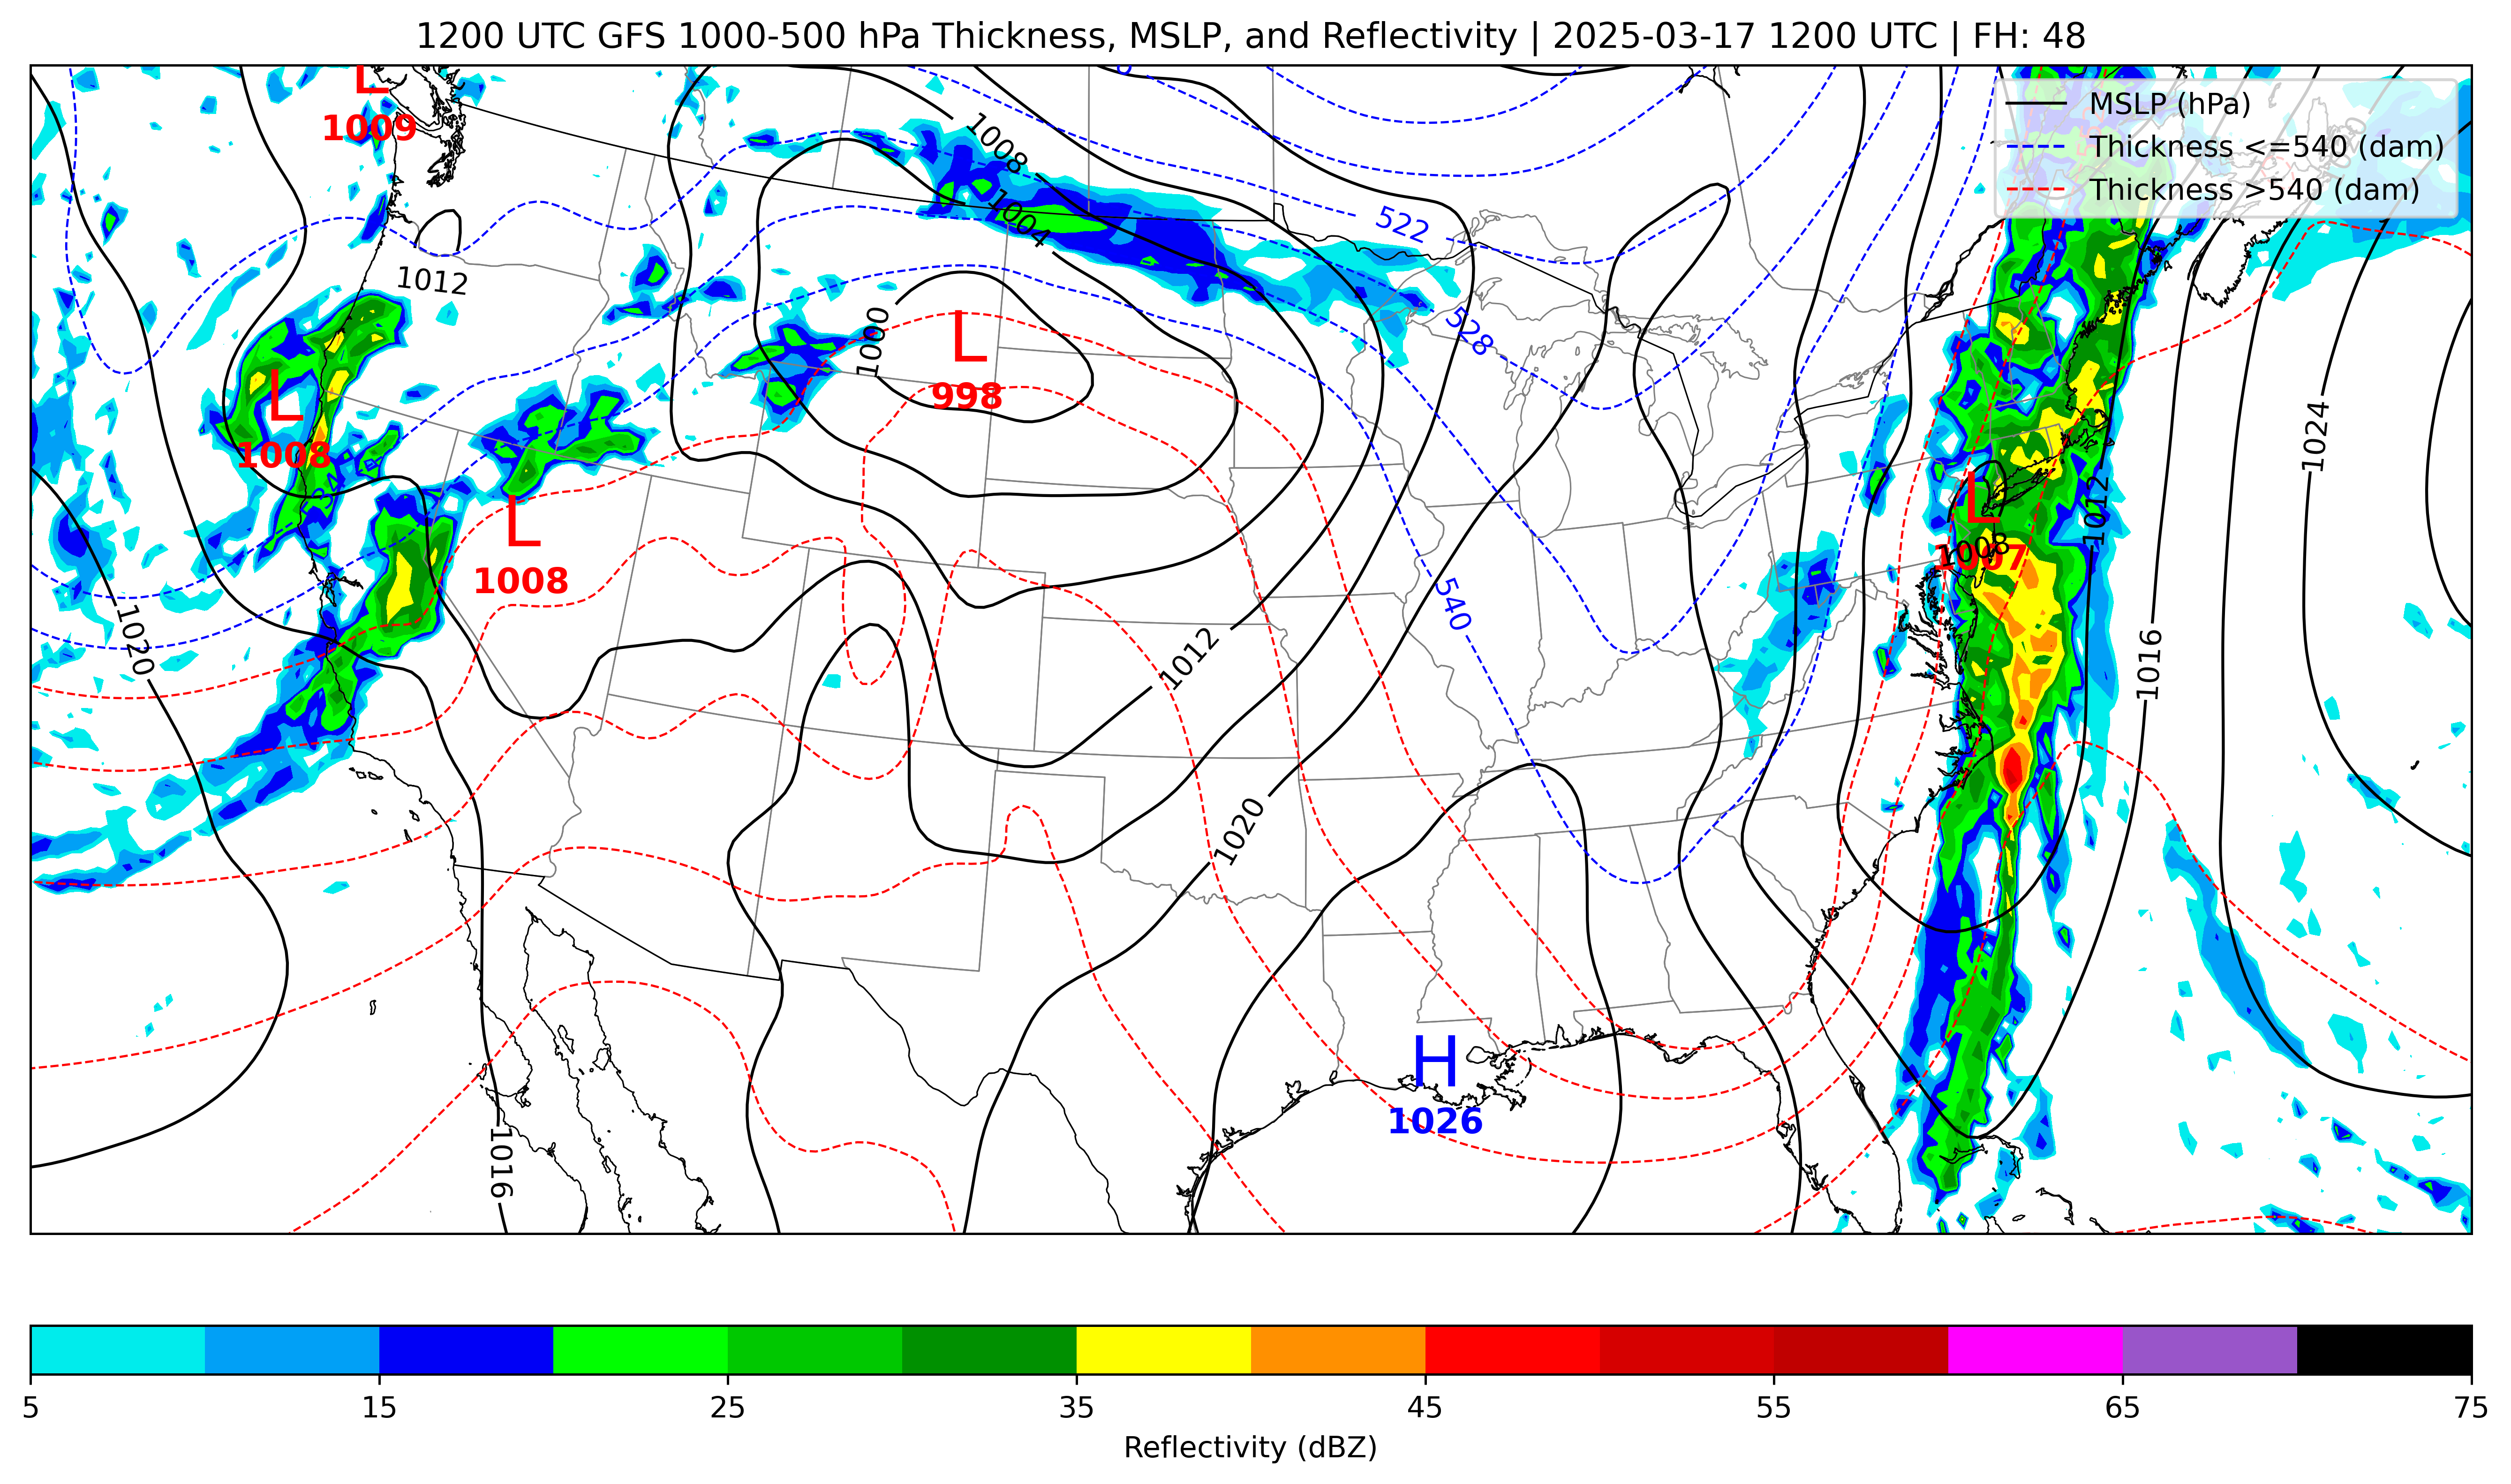 1200 UTC GFS 1000-500 hPa Thickness, MSLP, and Reflectivity | 2025-03-17 1200 UTC | FH: 48
MSLP (hPa)
Thickness <=540 (dam)
Thickness >540 (dam)
L
1009
1008
1004
522
1012
528
1000
L
998
L
1008
1024
L
1008
L
1007
1008
1012
540
1020
1012
1016
1020
H
1026
1016
5
15
25
35
45
55
65
75
Reflectivity (dBZ)